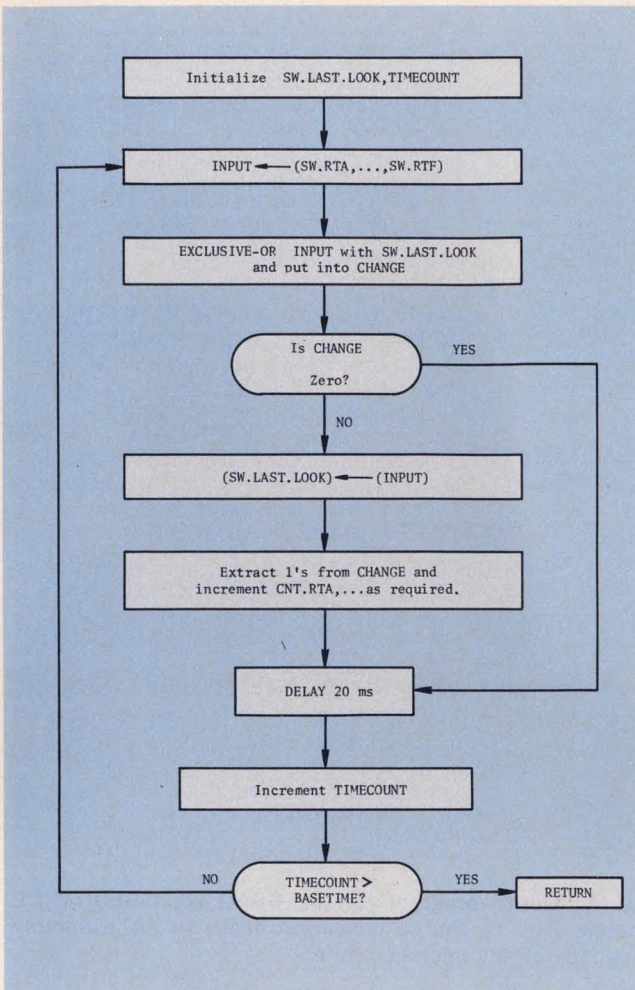 Initialize SW.LAST.LOOK,TIMECOUNT
INPUT ← (SW.RTA,...,SW.RTF)
EXCLUSIVE-OR INPUT with SW.LAST.LOOK
and put into CHANGE
Is CHANGE
Zero?
YES
NO
(SW.LAST.LOOK) ← (INPUT)
Extract 1's from CHANGE and
increment CNT.RTA,...as required.
DELAY 20 ms
Increment TIMECOUNT
NO
TIMECOUNT >
BASETIME?
YES
RETURN